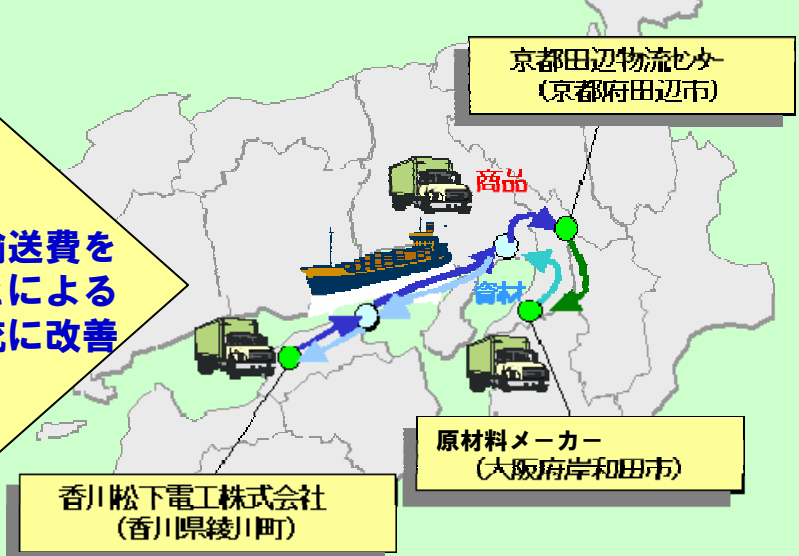 京都田辺物流センター
（京都府田辺市）
商品
輸送費を
による
に改善
資材
原材料メーカー
（大阪府岸和田市）
香川松下電工株式会社
（香川県綾川町）